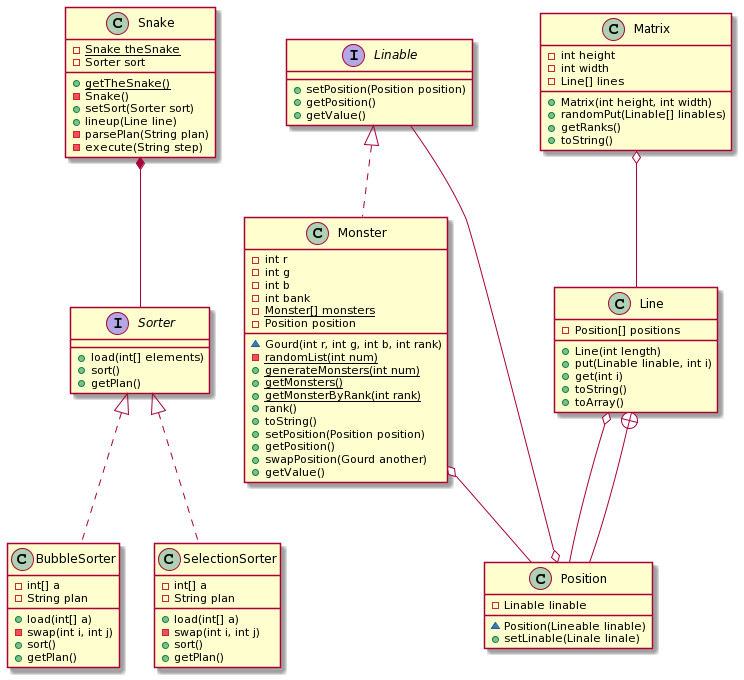 C Snake
Snake theSnake
Sorter sort
getTheSnake()
Snake()
setSort(Sorter sort)
lineup(Line line)
parsePlan(String plan)
execute(String step)
I Linable
setPosition(Position position)
getPosition()
getValue()
C Matrix
int height
int width
Line[] lines
Matrix(int height, int width)
randomPut(Linable[] linables)
getRanks()
toString()
I Sorter
load(int[] elements)
sort()
getPlan()
C Monster
int r
int g
int b
int bank
Monster[] monsters
Position position
Gourd(int r, int g, int b, int rank)
randomList(int num)
generateMonsters(int num)
getMonsters()
getMonsterByRank(int rank)
rank()
toString()
setPosition(Position position)
getPosition()
swapPosition(Gourd another)
getValue()
C Line
Position[] positions
Line(int length)
put(Linable linable, int i)
get(int i)
toString()
toArray()
C BubbleSorter
int[] a
String plan
load(int[] a)
swap(int i, int j)
sort()
getPlan()
C SelectionSorter
int[] a
String plan
load(int[] a)
swap(int i, int j)
sort()
getPlan()
C Position
Linable linable
Position(Lineable linable)
setLinable(Linale linale)